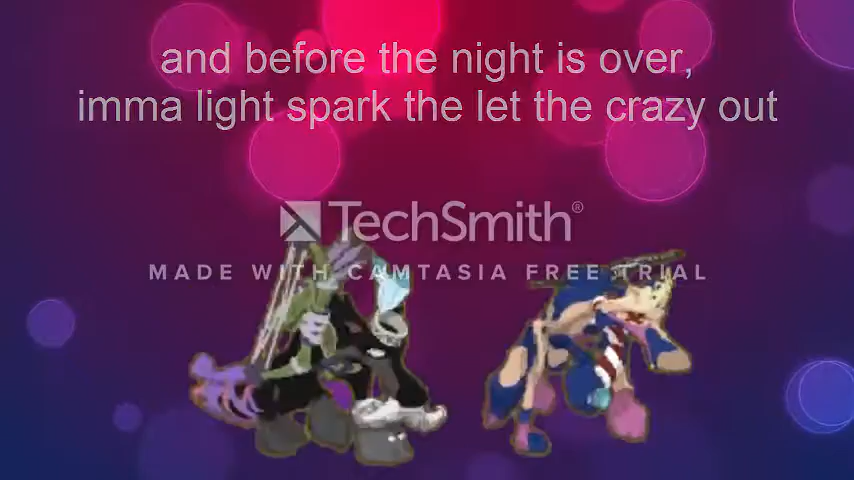 and before the night is over,
imma light spark the let the crazy out
TechSmith®
MADE WITH CAMTASIA FREE TRIAL